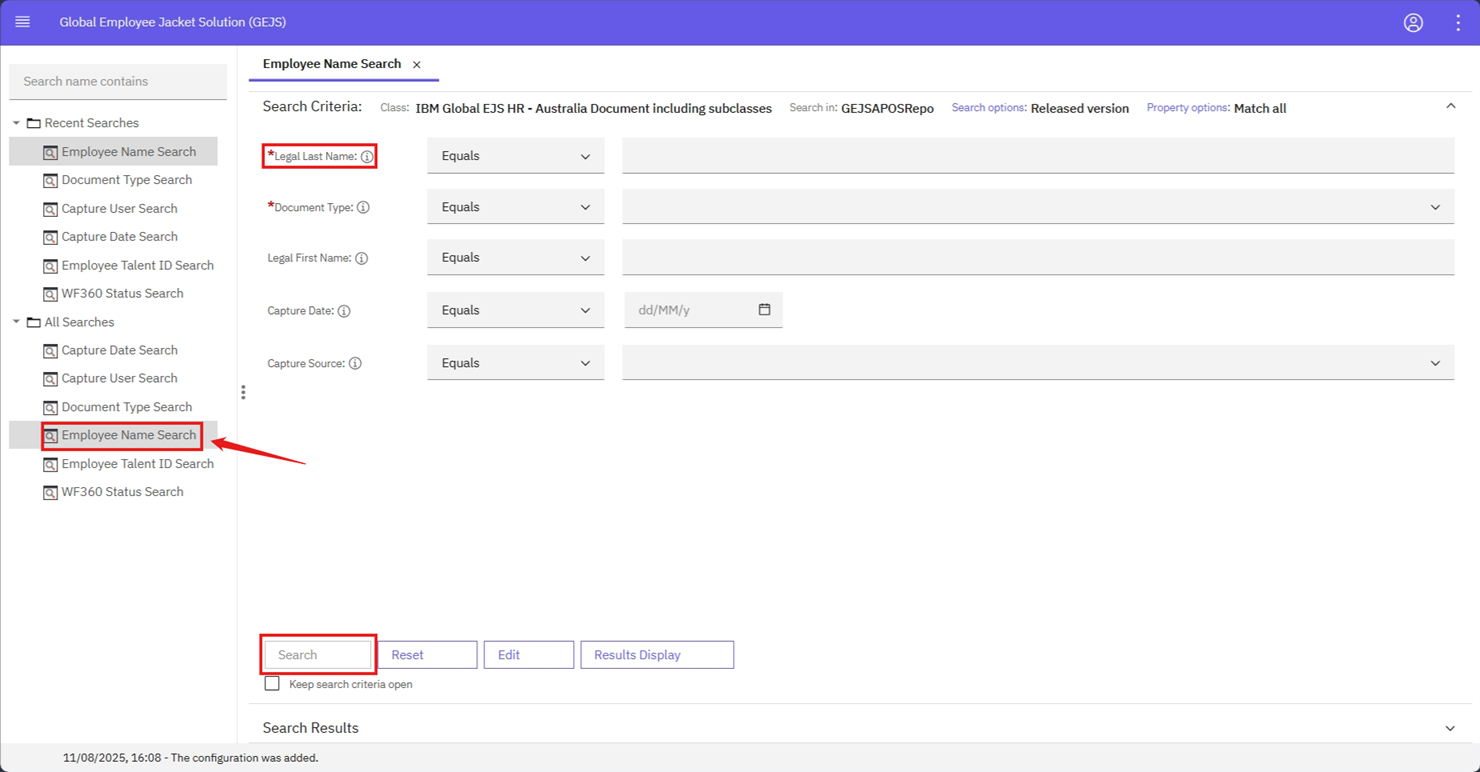 Global Employee Jacket Solution (GEJS)
Search name contains
Recent Searches
Employee Name Search
Document Type Search
Capture User Search
Capture Date Search
Employee Talent ID Search
WF360 Status Search
All Searches
Capture Date Search
Capture User Search
Document Type Search
Employee Name Search
Employee Talent ID Search
WF360 Status Search
Employee Name Search
Search Criteria: Class: IBM Global EJS HR - Australia Document including subclasses Search in: GEJSAPOSRepo Search options: Released version Property options: Match all
*Legal Last Name: Equals
*Document Type: Equals
Legal First Name: Equals
Capture Date: Equals dd/MM/y
Capture Source: Equals
Search Reset Edit Results Display
Keep search criteria open
Search Results
11/08/2025, 16:08 - The configuration was added.